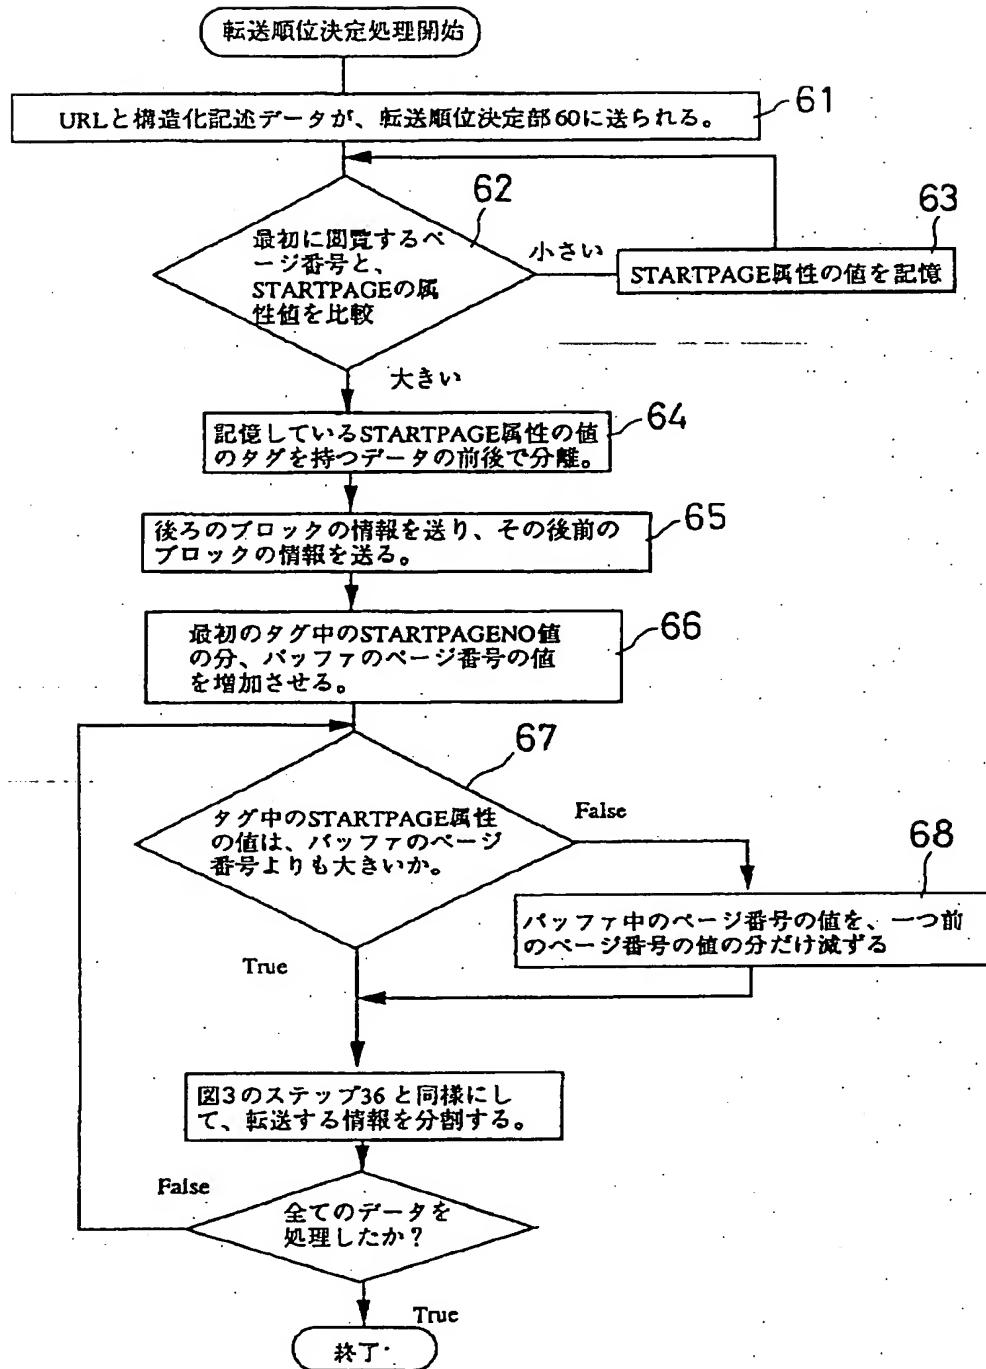 転送順位決定処理開始
URLと構造化記述データが、転送順位決定部60に送られる。
61
62
最初に閲覧するペ
ージ番号と、
STARTPAGEの属
性値を比較
小さい
63
STARTPAGE属性の値を記憶
大きい
64
記憶しているSTARTPAGE属性の値
のタグを持つデータの前後で分離。
65
後ろのブロックの情報を送り、その後前の
ブロックの情報を送る。
66
最初のタグ中のSTARTPAGENO値
の分、バッファのページ番号の値
を増加させる。
67
タグ中のSTARTPAGE属性
の値は、バッファのページ
番号よりも大きいか。
False
68
バッファ中のページ番号の値を、一つ前
のページ番号の値の分だけ減ずる
True
図3のステップ36と同様にし
て、転送する情報を分割する。
False
全てのデータを
処理したか？
True
終了